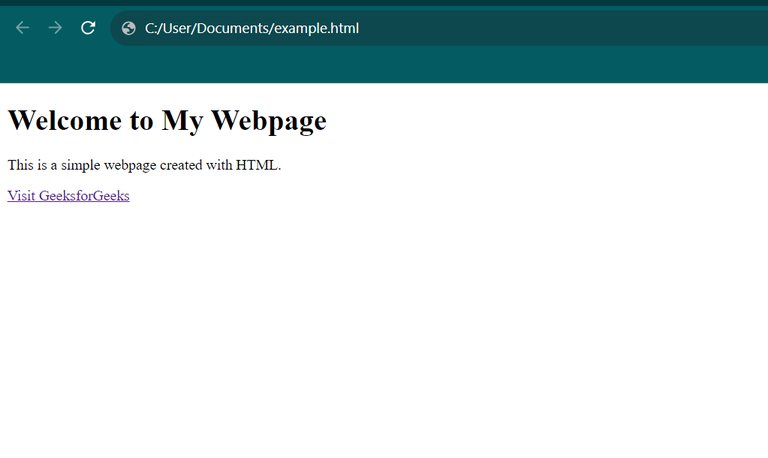 C:/User/Documents/example.html
Welcome to My Webpage
This is a simple webpage created with HTML.
Visit GeeksforGeeks